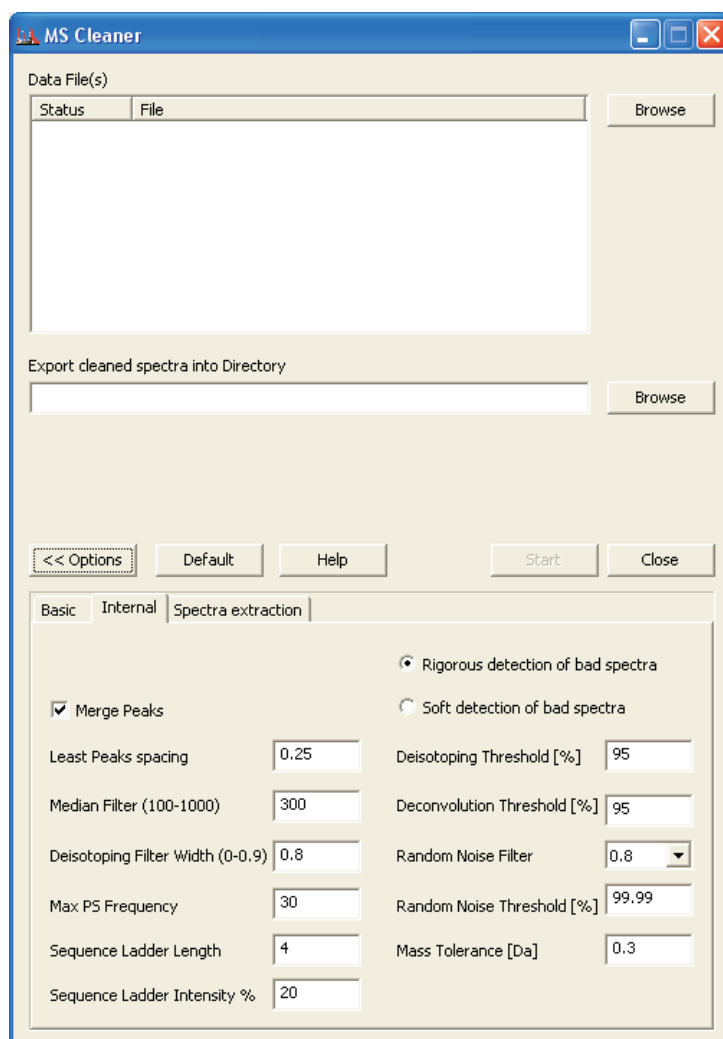 MS Cleaner
Data File(s)
Status File
Browse
Export cleaned spectra into Directory
Browse
<< Options Default Help Start Close
Basic Internal Spectra extraction
Rigorous detection of bad spectra
Merge Peaks Soft detection of bad spectra
Least Peaks spacing 0.25 Deisotoping Threshold [%] 95
Median Filter (100-1000) 300 Deconvolution Threshold [%] 95
Deisotoping Filter Width (0-0.9) 0.8 Random Noise Filter 0.8
Max PS Frequency 30 Random Noise Threshold [%] 99.99
Sequence Ladder Length 4 Mass Tolerance [Da] 0.3
Sequence Ladder Intensity % 20